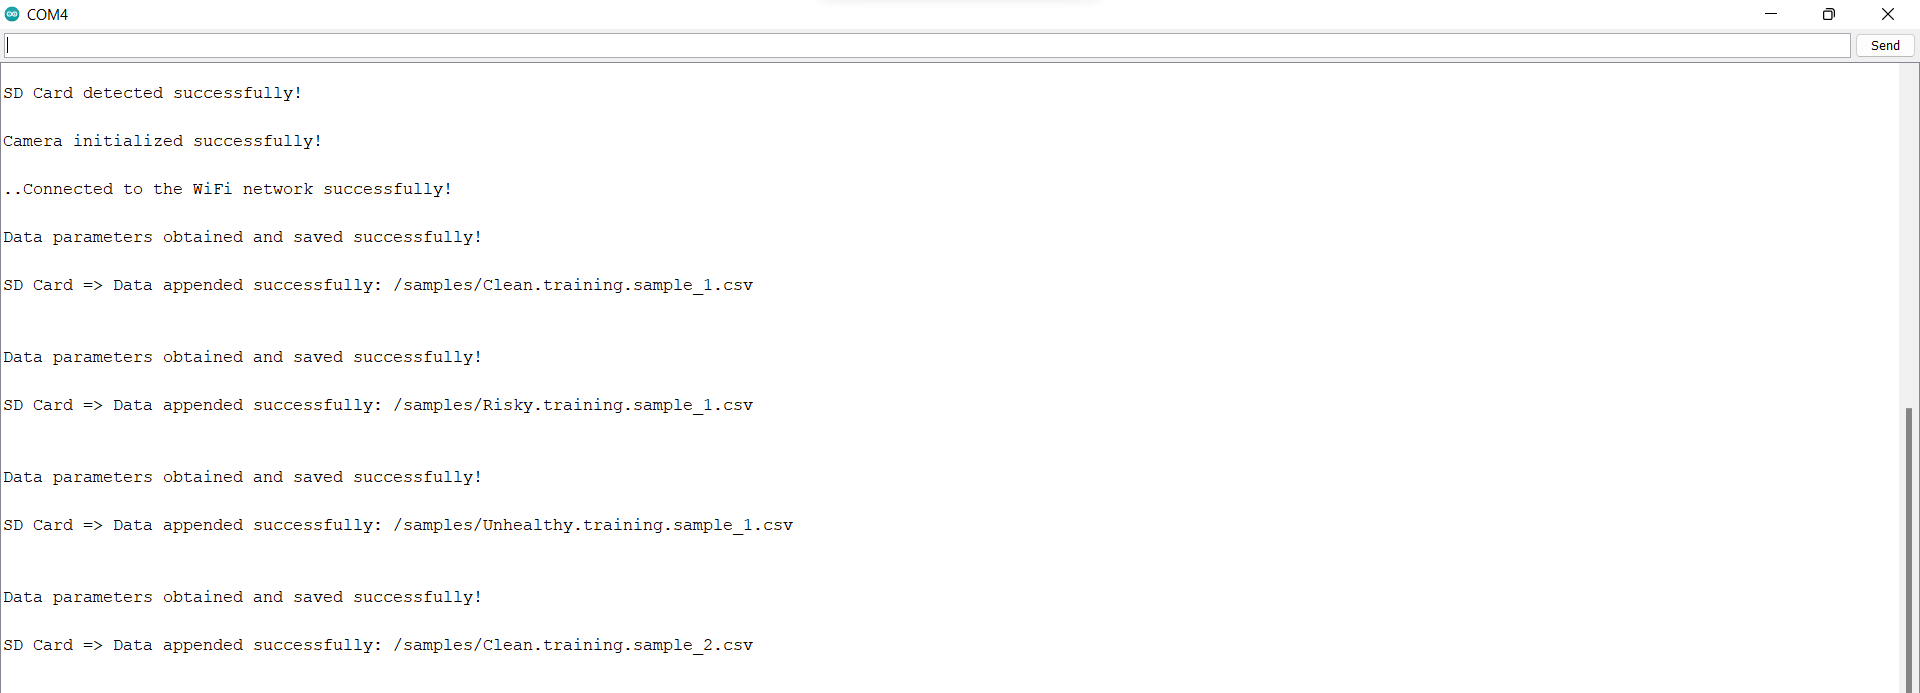 COM4
Send
SD Card detected successfully!
Camera initialized successfully!
..Connected to the WiFi network successfully!
Data parameters obtained and saved successfully!
SD Card => Data appended successfully: /samples/Clean.training.sample_1.csv
Data parameters obtained and saved successfully!
SD Card => Data appended successfully: /samples/Risky.training.sample_1.csv
Data parameters obtained and saved successfully!
SD Card => Data appended successfully: /samples/Unhealthy.training.sample_1.csv
Data parameters obtained and saved successfully!
SD Card => Data appended successfully: /samples/Clean.training.sample_2.csv